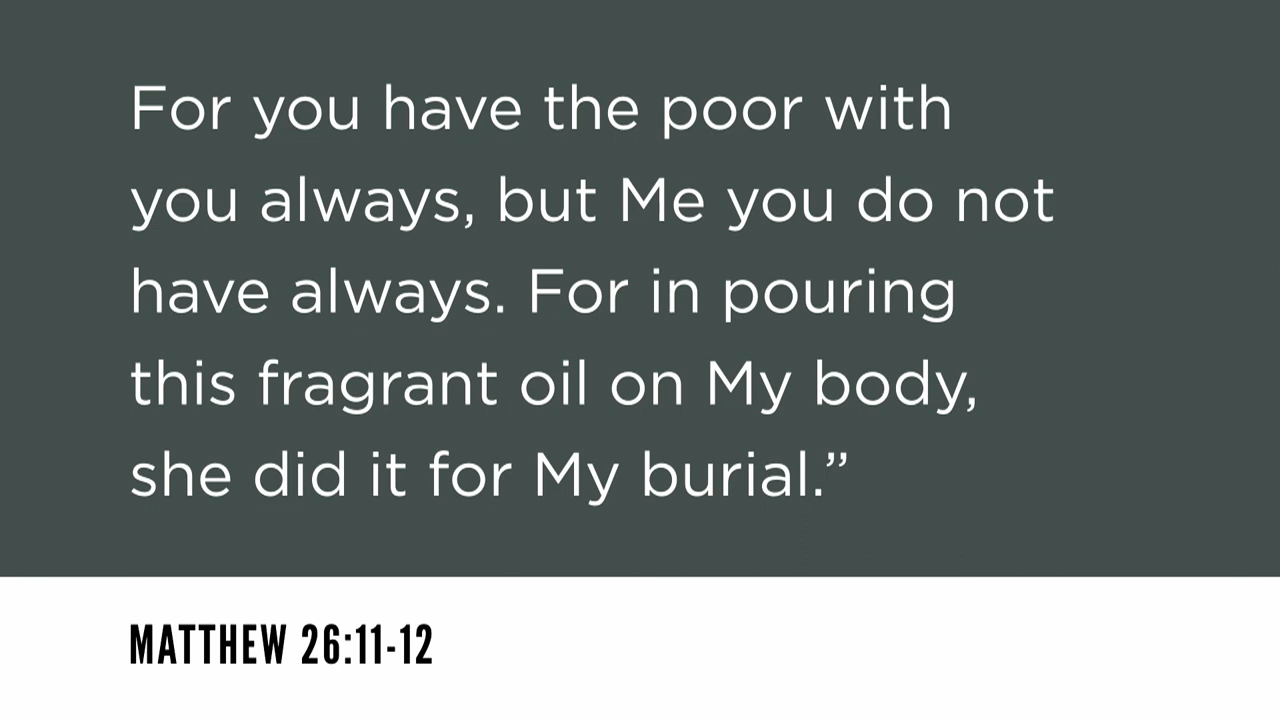 For you have the poor with
you always, but Me you do not
have always. For in pouring
this fragrant oil on My body,
she did it for My burial.”
MATTHEW 26:11-12